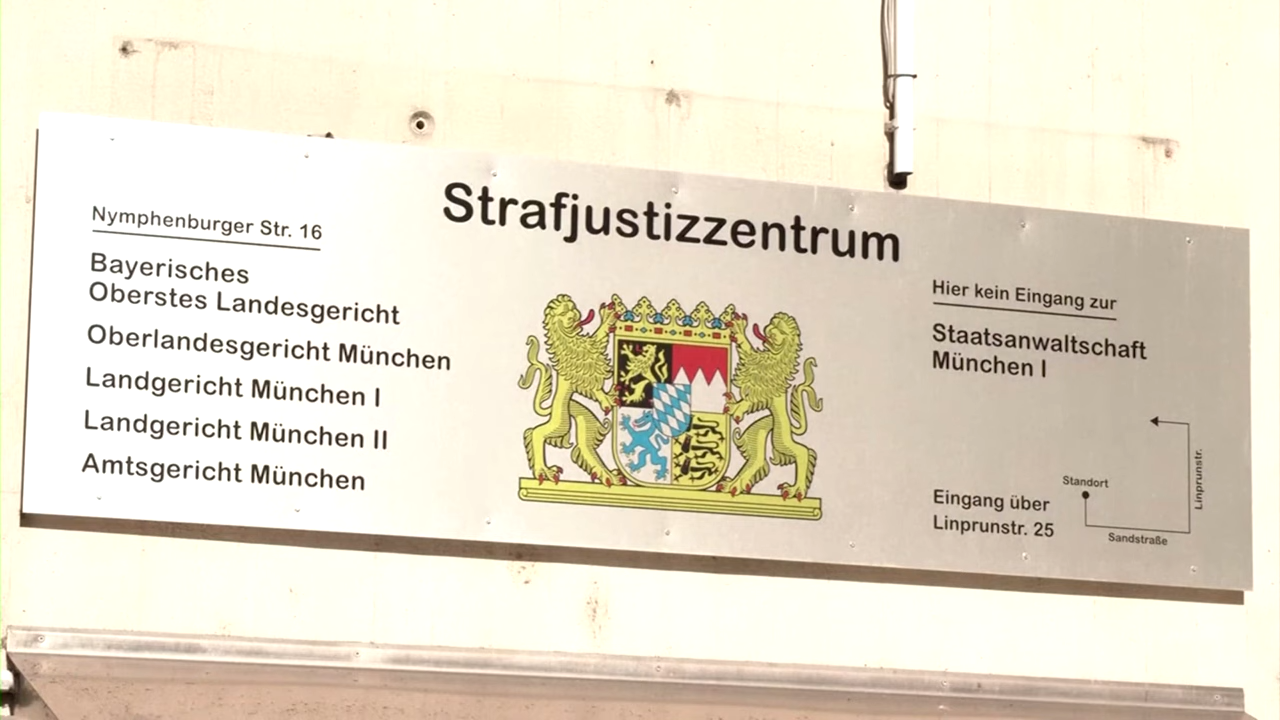 Strafjustizzentrum
Nymphenburger Str. 16
Bayerisches
Oberstes Landesgericht
Oberlandesgericht München
Landgericht München I
Landgericht München II
Amtsgericht München
Hier kein Eingang zur
Staatsanwaltschaft
München I
Eingang über
Linprunstr. 25
Standort
Sandstraße
Linprunstr.